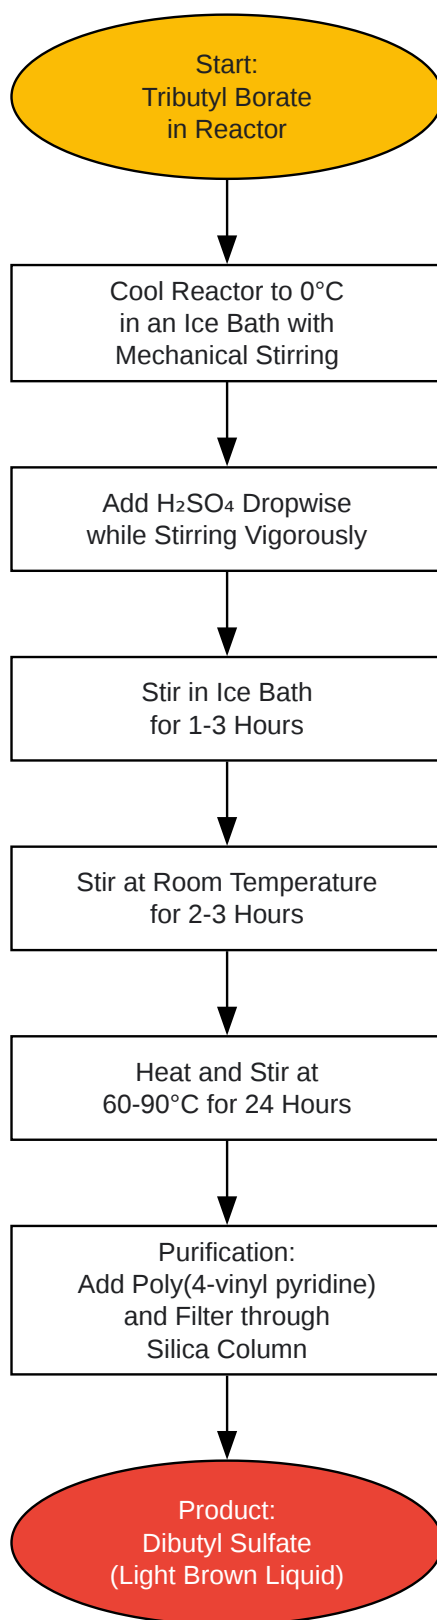 Start:
Tributyl Borate
in Reactor
Cool Reactor to 0°C
in an Ice Bath with
Mechanical Stirring
Add H₂SO₄ Dropwise
while Stirring Vigorously
Stir in Ice Bath
for 1-3 Hours
Stir at Room Temperature
for 2-3 Hours
Heat and Stir at
60-90°C for 24 Hours
Purification:
Add Poly(4-vinyl pyridine)
and Filter through
Silica Column
Product:
Dibutyl Sulfate
(Light Brown Liquid)